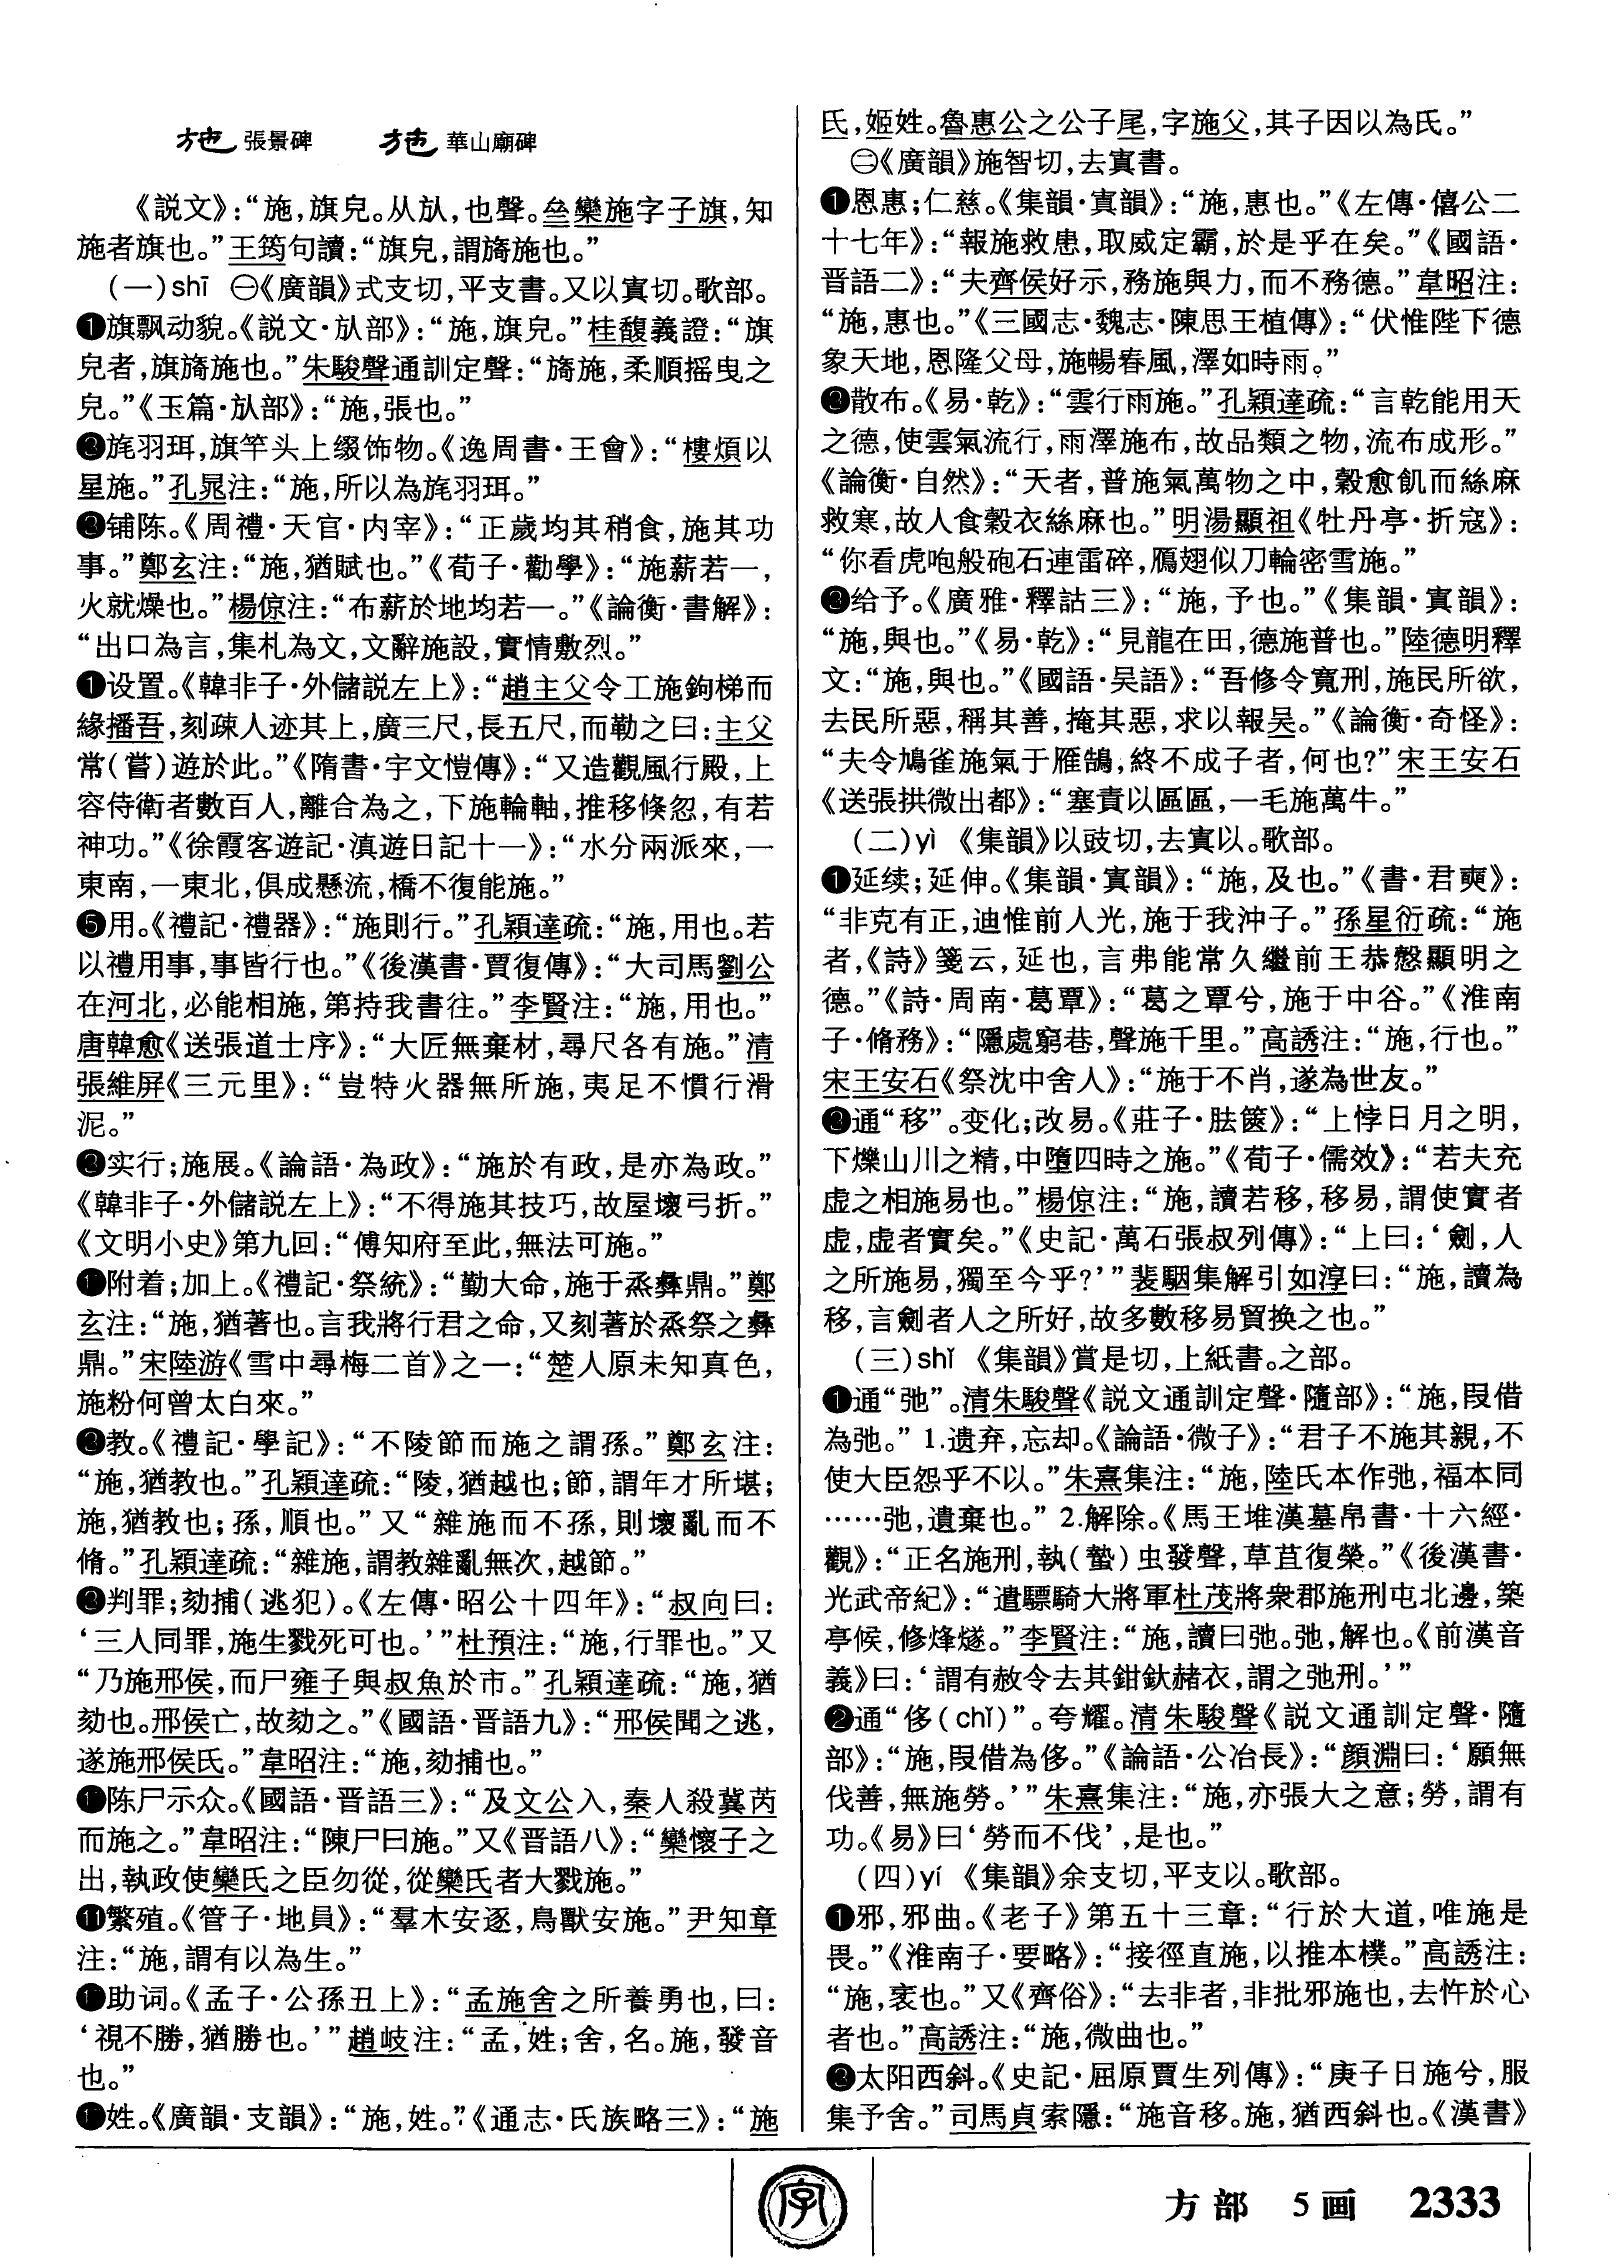 張景碑 華山廟碑
《説文》：“施，旗皃。从㫃，也聲。亝欒施字子旗，知
施者旗也。”王筠句讀：“旗皃，謂旖施也。”
（一）shī ㊀《廣韻》式支切，平支書。又以寘切。歌部。
❶旗飘动貌。《説文·㫃部》：“施，旗皃。”桂馥義證：“旗
皃者，旗旖施也。”朱駿聲通訓定聲：“旖施，柔順摇曳之
皃。”《玉篇·㫃部》：“施，張也。”
❷旄羽珥，旗竿头上缀饰物。《逸周書·王會》：“樓煩以
星施。”孔晁注：“施，所以為旄羽珥。”
❸铺陈。《周禮·天官·内宰》：“正歲均其稍食，施其功
事。”鄭玄注：“施，猶賦也。”《荀子·勸學》：“施薪若一，
火就燥也。”楊倞注：“布薪於地均若一。”《論衡·書解》：
“出口為言，集札為文，文辭施設，實情敷烈。”
❹设置。《韓非子·外儲説左上》：“趙主父令工施鉤梯而
緣播吾，刻疎人迹其上，廣三尺，長五尺，而勒之曰：主父
常（嘗）遊於此。”《隋書·宇文愷傳》：“又造觀風行殿，上
容侍衛者數百人，離合為之，下施輪軸，推移倏忽，有若
神功。”《徐霞客遊記·滇遊日記十一》：“水分兩派來，一
東南，一東北，俱成懸流，橋不復能施。”
❺用。《禮記·禮器》：“施則行。”孔穎達疏：“施，用也。若
以禮用事，事皆行也。”《後漢書·賈復傳》：“大司馬劉公
在河北，必能相施，第持我書往。”李賢注：“施，用也。”
唐韓愈《送張道士序》：“大匠無棄材，尋尺各有施。”清
張維屏《三元里》：“豈特火器無所施，夷足不慣行滑
泥。”
❻实行；施展。《論語·為政》：“施於有政，是亦為政。”
《韓非子·外儲説左上》：“不得施其技巧，故屋壞弓折。”
《文明小史》第九回：“傅知府至此，無法可施。”
❼附着；加上。《禮記·祭統》：“勤大命，施于烝彝鼎。”鄭
玄注：“施，猶著也。言我將行君之命，又刻著於烝祭之彝
鼎。”宋陸游《雪中尋梅二首》之一：“楚人原未知真色，
施粉何曾太白來。”
❽教。《禮記·學記》：“不陵節而施之謂孫。”鄭玄注：
“施，猶教也。”孔穎達疏：“陵，猶越也；節，謂年才所堪；
施，猶教也；孫，順也。”又“雜施而不孫，則壞亂而不
脩。”孔穎達疏：“雜施，謂教雜亂無次，越節。”
❾判罪；劾捕（逃犯）。《左傳·昭公十四年》：“叔向曰：
‘三人同罪，施生戮死可也。’”杜預注：“施，行罪也。”又
“乃施邢侯，而尸雍子與叔魚於市。”孔穎達疏：“施，猶
劾也。邢侯亡，故劾之。”《國語·晋語九》：“邢侯聞之逃，
遂施邢侯氏。”韋昭注：“施，劾捕也。”
❿陈尸示众。《國語·晋語三》：“及文公入，秦人殺冀芮
而施之。”韋昭注：“陳尸曰施。”又《晋語八》：“欒懷子之
出，執政使欒氏之臣勿從，從欒氏者大戮施。”
⓫繁殖。《管子·地員》：“羣木安逐，鳥獸安施。”尹知章
注：“施，謂有以為生。”
⓬助词。《孟子·公孫丑上》：“孟施舍之所養勇也，曰：
‘視不勝，猶勝也。’”趙岐注：“孟，姓；舍，名。施，發音
也。”
⓭姓。《廣韻·支韻》：“施，姓。”《通志·氏族略三》：“施
氏，姬姓。魯惠公之公子尾，字施父，其子因以為氏。”
㊁《廣韻》施智切，去寘書。
❶恩惠；仁慈。《集韻·寘韻》：“施，惠也。”《左傳·僖公二
十七年》：“報施救患，取威定霸，於是乎在矣。”《國語·
晋語二》：“夫齊侯好示，務施與力，而不務德。”韋昭注：
“施，惠也。”《三國志·魏志·陳思王植傳》：“伏惟陛下德
象天地，恩隆父母，施暢春風，澤如時雨。”
❷散布。《易·乾》：“雲行雨施。”孔穎達疏：“言乾能用天
之德，使雲氣流行，雨澤施布，故品類之物，流布成形。”
《論衡·自然》：“天者，普施氣萬物之中，穀愈飢而絲麻
救寒，故人食穀衣絲麻也。”明湯顯祖《牡丹亭·折寇》：
“你看虎咆般砲石連雷碎，鴈翅似刀輪密雪施。”
❸给予。《廣雅·釋詁三》：“施，予也。”《集韻·寘韻》：
“施，與也。”《易·乾》：“見龍在田，德施普也。”陸德明釋
文：“施，與也。”《國語·吴語》：“吾修令寬刑，施民所欲，
去民所惡，稱其善，掩其惡，求以報吴。”《論衡·奇怪》：
“夫令鳩雀施氣于雁鵠，終不成子者，何也？”宋王安石
《送張拱微出都》：“塞責以區區，一毛施萬牛。”
（二）yì 《集韻》以豉切，去寘以。歌部。
❶延续；延伸。《集韻·寘韻》：“施，及也。”《書·君奭》：
“非克有正，迪惟前人光，施于我沖子。”孫星衍疏：“施
者，《詩》箋云，延也，言弗能常久繼前王恭愨顯明之
德。”《詩·周南·葛覃》：“葛之覃兮，施于中谷。”《淮南
子·脩務》：“隱處窮巷，聲施千里。”高誘注：“施，行也。”
宋王安石《祭沈中舍人》：“施于不肖，遂為世友。”
❷通“移”。变化；改易。《莊子·胠篋》：“上悖日月之明，
下爍山川之精，中墮四時之施。”《荀子·儒效》：“若夫充
虚之相施易也。”楊倞注：“施，讀若移，移易，謂使實者
虚，虚者實矣。”《史記·萬石張叔列傳》：“上曰：‘劍，人
之所施易，獨至今乎？’”裴駰集解引如淳曰：“施，讀為
移，言劍者人之所好，故多數移易貿换之也。”
（三）shǐ 《集韻》賞是切，上紙書。之部。
❶通“弛”。清朱駿聲《説文通訓定聲·隨部》：“施，叚借
為弛。”1.遗弃，忘却。《論語·微子》：“君子不施其親，不
使大臣怨乎不以。”朱熹集注：“施，陸氏本作弛，福本同
……弛，遺棄也。”2.解除。《馬王堆漢墓帛書·十六經·
觀》：“正名施刑，執（蟄）虫發聲，草苴復榮。”《後漢書·
光武帝紀》：“遣驃騎大將軍杜茂將衆郡施刑屯北邊，築
亭候，修烽燧。”李賢注：“施，讀曰弛。弛，解也。《前漢音
義》曰：‘謂有赦令去其鉗釱赭衣，謂之弛刑。’”
❷通“侈（chǐ）”。夸耀。清朱駿聲《説文通訓定聲·隨
部》：“施，叚借為侈。”《論語·公冶長》：“顔淵曰：‘願無
伐善，無施勞。’”朱熹集注：“施，亦張大之意；勞，謂有
功。《易》曰‘勞而不伐’，是也。”
（四）yí 《集韻》余支切，平支以。歌部。
❶邪，邪曲。《老子》第五十三章：“行於大道，唯施是
畏。”《淮南子·要略》：“接徑直施，以推本樸。”高誘注：
“施，衺也。”又《齊俗》：“去非者，非批邪施也，去忤於心
者也。”高誘注：“施，微曲也。”
❷太阳西斜。《史記·屈原賈生列傳》：“庚子日施兮，服
集予舍。”司馬貞索隱：“施音移。施，猶西斜也。《漢書》
字
方部 5画 2333